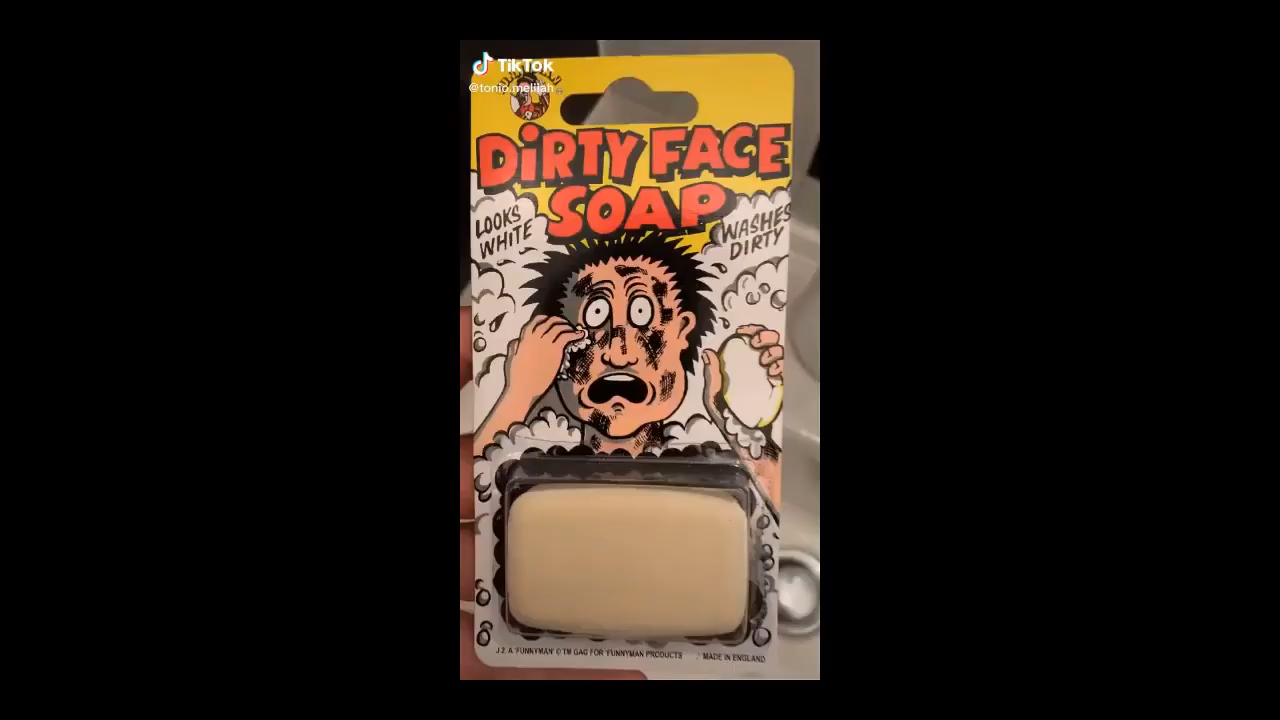 TikTok
@tonio.melijah
DiRTY FACE
SOAP
LOOKS
WHITE
WASHES
DIRTY
J 2. A 'FUNNYMAN' © TM GAG FOR 'FUNNYMAN PRODUCTS
MADE IN ENGLAND